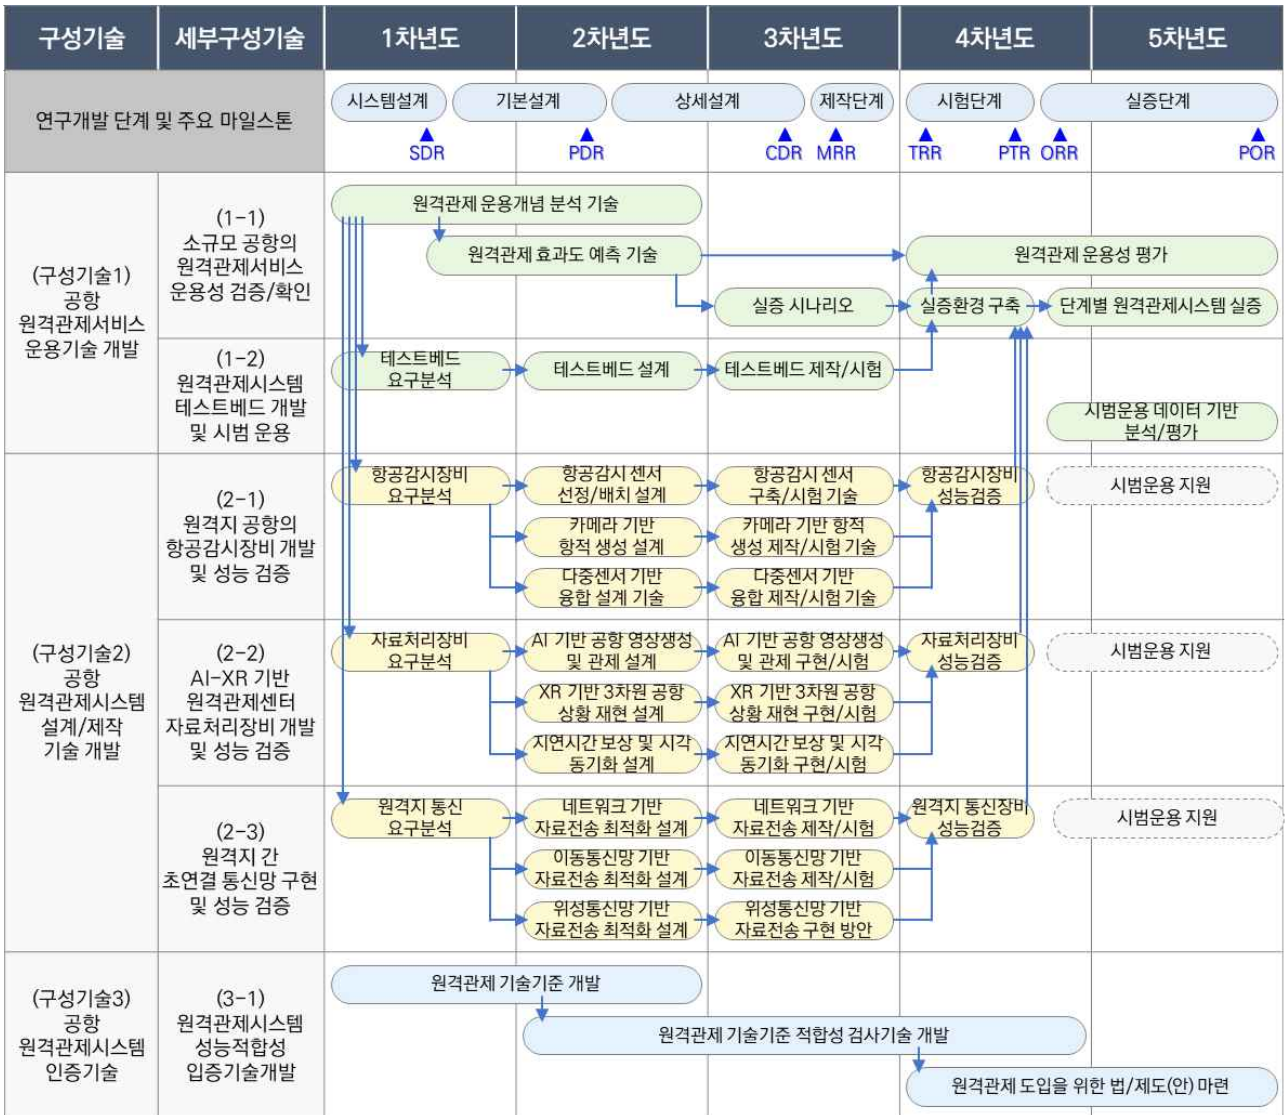 구성기술 세부구성기술 1차년도 2차년도 3차년도 4차년도 5차년도
연구개발 단계 및 주요 마일스톤
시스템설계 기본설계 상세설계 제작단계 시험단계 실증단계
SDR PDR CDR MRR TRR PTR ORR POR
(구성기술1)
공항
원격관제서비스
운용기술 개발
(1-1)
소규모 공항의
원격관제서비스
운용성 검증/확인
원격관제 운용개념 분석 기술
원격관제 효과도 예측 기술
원격관제 운용성 평가
실증 시나리오
실증환경 구축
단계별 원격관제시스템 실증
(1-2)
원격관제시스템
테스트베드 개발
및 시범 운용
테스트베드
요구분석
테스트베드 설계
테스트베드 제작/시험
시범운용 데이터 기반
분석/평가
(구성기술2)
공항
원격관제시스템
설계/제작
기술 개발
(2-1)
원격지 공항의
항공감시장비 개발
및 성능 검증
항공감시장비
요구분석
항공감시 센서
선정/배치 설계
항공감시 센서
구축/시험 기술
항공감시장비
성능검증
시범운용 지원
카메라 기반
항적 생성 설계
카메라 기반 항적
생성 제작/시험 기술
다중센서 기반
융합 설계 기술
다중센서 기반
융합 제작/시험 기술
(2-2)
AI-XR 기반
원격관제센터
자료처리장비 개발
및 성능 검증
자료처리장비
요구분석
AI 기반 공항 영상생성
및 관제 설계
AI 기반 공항 영상생성
및 관제 구현/시험
자료처리장비
성능검증
시범운용 지원
XR 기반 3차원 공항
상황 재현 설계
XR 기반 3차원 공항
상황 재현 구현/시험
지연시간 보상 및 시각
동기화 설계
지연시간 보상 및 시각
동기화 구현/시험
(2-3)
원격지 간
초연결 통신망 구현
및 성능 검증
원격지 통신
요구분석
네트워크 기반
자료전송 최적화 설계
네트워크 기반
자료전송 제작/시험
원격지 통신장비
성능검증
시범운용 지원
이동통신망 기반
자료전송 최적화 설계
이동통신망 기반
자료전송 제작/시험
위성통신망 기반
자료전송 최적화 설계
위성통신망 기반
자료전송 구현 방안
(구성기술3)
공항
원격관제시스템
인증기술
(3-1)
원격관제시스템
성능적합성
입증기술개발
원격관제 기술기준 개발
원격관제 기술기준 적합성 검사기술 개발
원격관제 도입을 위한 법/제도(안) 마련